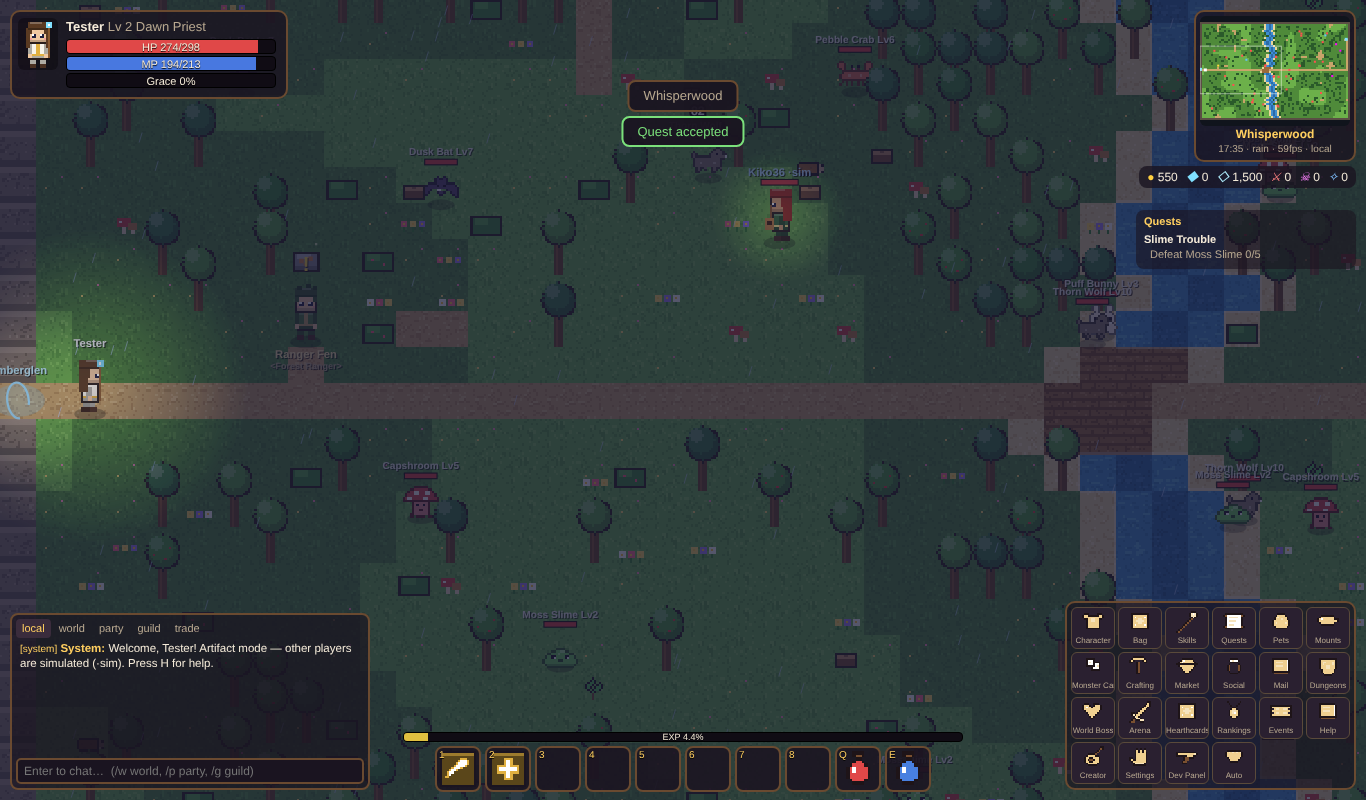 Tester Lv 2 Dawn Priest
HP 274/298
MP 194/213
Grace 0%
Whisperwood
Quest accepted
Pebble Crab Lv6
Dusk Bat Lv7
Kiko36 ·sim
Whisperwood
17:35 · rain · 59fps · local
550 0 1,500 0 0 0
Quests
Slime Trouble
Defeat Moss Slime 0/5
Puff Bunny Lv3
Thorn Wolf Lv10
Tester
mberglen
Ranger Fen
<Forest Ranger>
Capshroom Lv5
Thorn Wolf Lv10
Moss Slime Lv2
Capshroom Lv5
Moss Slime Lv2
local world party guild trade
[system] System: Welcome, Tester! Artifact mode — other players
are simulated (·sim). Press H for help.
Enter to chat… (/w world, /p party, /g guild)
EXP 4.4%
1 2 3 4 5 6 7 8 Q – E –
Lv2
Character Bag Skills Quests Pets Mounts
Monster Ca Crafting Market Social Mail Dungeons
World Boss Arena Hearthcards Rankings Events Help
Creator Settings Dev Panel Auto